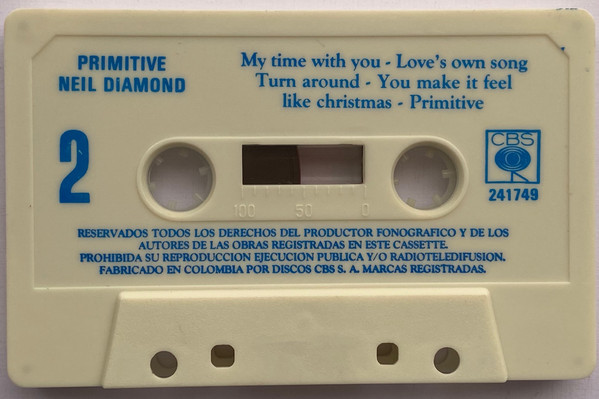 PRIMITIVE
NEIL DIAMOND
My time with you - Love's own song
Turn around - You make it feel
like christmas - Primitive
2
CBS
241749
100 50 0
RESERVADOS TODOS LOS DERECHOS DEL PRODUCTOR FONOGRAFICO Y DE LOS
AUTORES DE LAS OBRAS REGISTRADAS EN ESTE CASSETTE.
PROHIBIDA SU REPRODUCCION EJECUCION PUBLICA Y/O RADIOTELEDIFUSION.
FABRICADO EN COLOMBIA POR DISCOS CBS S. A. MARCAS REGISTRADAS.